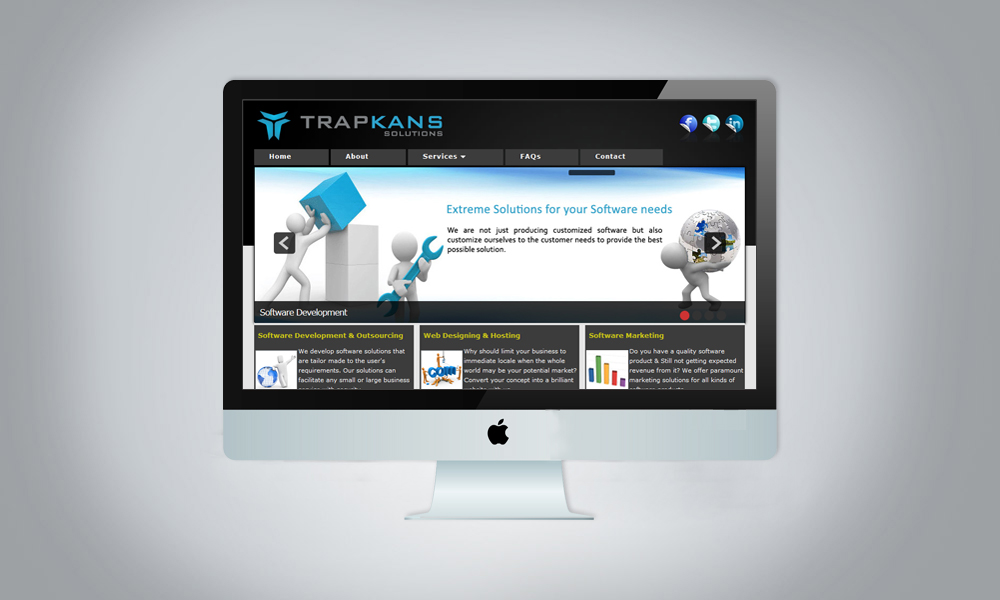 TRAPKANS
SOLUTIONS
Home About Services FAQs Contact
Extreme Solutions for your Software needs
We are not just producing customized software but also
customize ourselves to the customer needs to provide the best
possible solution.
Software Development
Software Development & Outsourcing
We develop software solutions that
are tailor made to the user's
requirements. Our solutions can
facilitate any small or large business
Web Designing & Hosting
.COM
Why should limit your business to
immediate locale when the whole
world may be your potential market?
Convert your concept into a brilliant
Software Marketing
Do you have a quality software
product & Still not getting expected
revenue from it? We offer paramount
marketing solutions for all kinds of